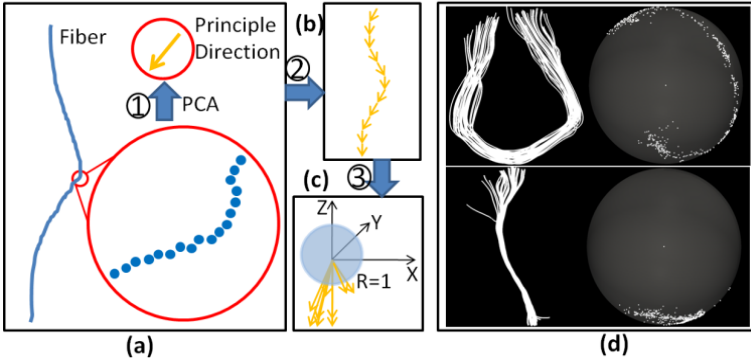 Fiber
Principle
Direction
① PCA
(a)
(b)
②
③
(c)
Z
Y
X
R=1
(d)